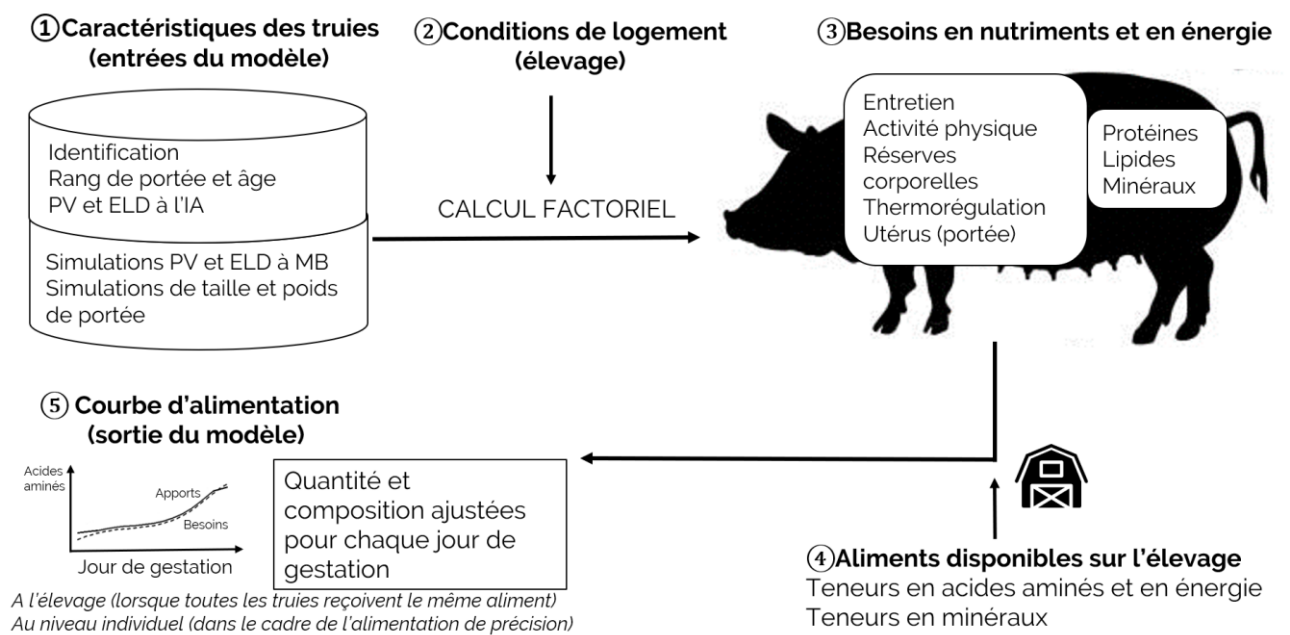 ①Caractéristiques des truies
(entrées du modèle)
Identification
Rang de portée et âge
PV et ELD à l'IA
Simulations PV et ELD à MB
Simulations de taille et poids
de portée
②Conditions de logement
(élevage)
CALCUL FACTORIEL
③Besoins en nutriments et en énergie
Entretien
Activité physique
Réserves
corporelles
Thermorégulation
Utérus (portée)
Protéines
Lipides
Minéraux
④Aliments disponibles sur l'élevage
Teneurs en acides aminés et en énergie
Teneurs en minéraux
⑤ Courbe d'alimentation
(sortie du modèle)
Acides
aminés
Apports
Besoins
Jour de gestation
Quantité et
composition ajustées
pour chaque jour de
gestation
A l'élevage (lorsque toutes les truies reçoivent le même aliment)
Au niveau individuel (dans le cadre de l'alimentation de précision)